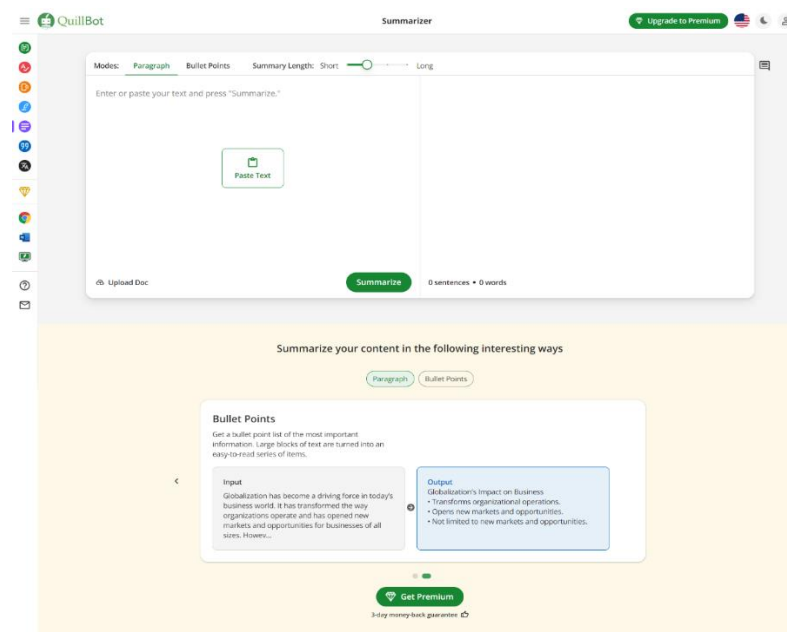 QuillBot
Summarizer
Upgrade to Premium
Modes: Paragraph Bullet Points Summary Length: Short Long
Enter or paste your text and press "Summarize."
Paste Text
Upload Doc
Summarize
0 sentences • 0 words
Summarize your content in the following interesting ways
Paragraph
Bullet Points
Bullet Points
Get a bullet point list of the most important
information. Large blocks of text are turned into an
easy-to-read series of items.
Input
Globalization has become a driving force in today's
business world. It has transformed the way
organizations operate and has opened new
markets and opportunities for businesses of all
sizes. Howev...
Output
Globalization's Impact on Business
• Transforms organizational operations.
• Opens new markets and opportunities.
• Not limited to new markets and opportunities.
Get Premium
3-day money-back guarantee